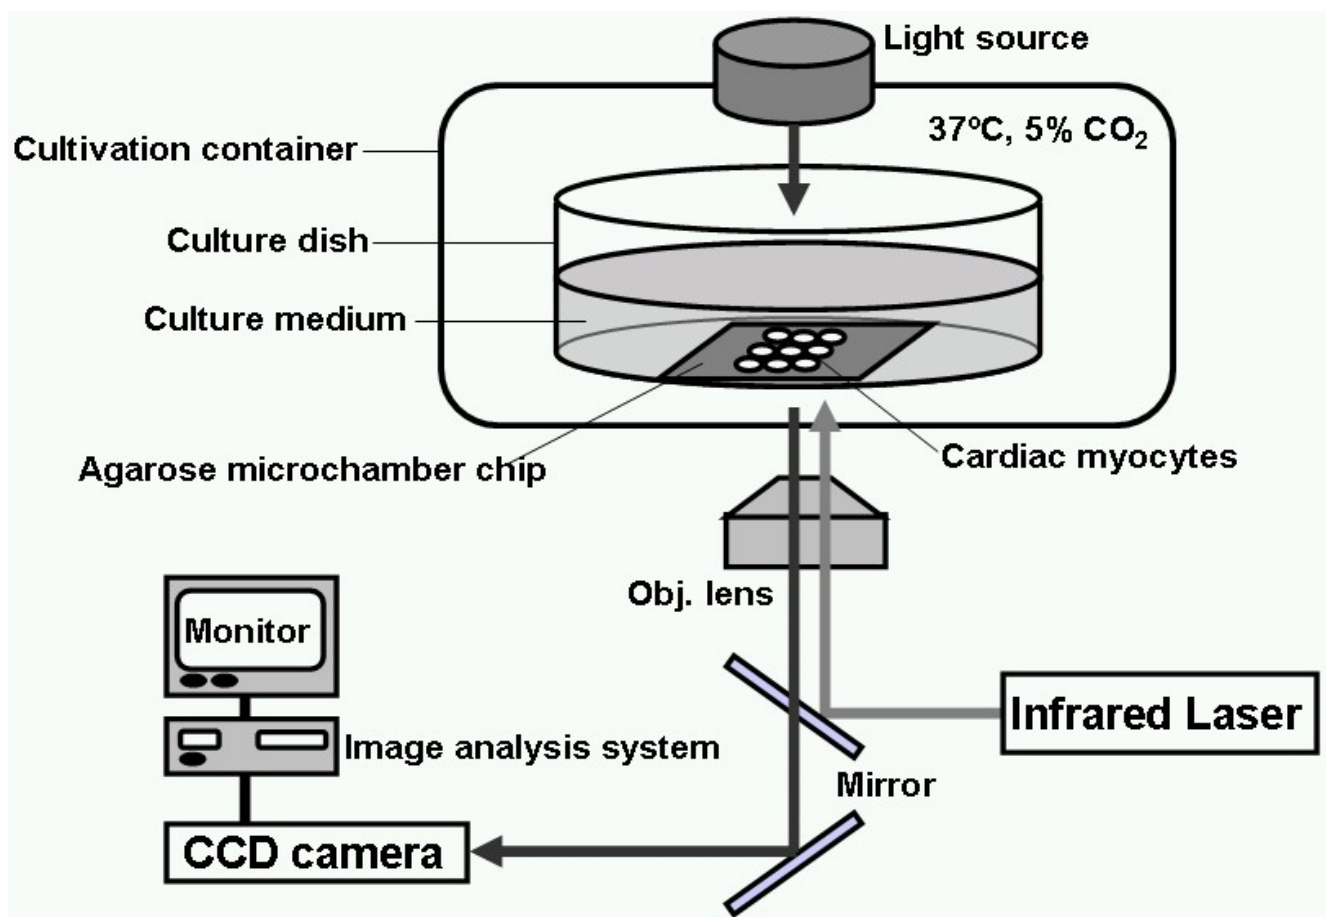 Light source
37ºC, 5% CO₂
Cultivation container
Culture dish
Culture medium
Agarose microchamber chip
Cardiac myocytes
Obj. lens
Monitor
Infrared Laser
Image analysis system
Mirror
CCD camera